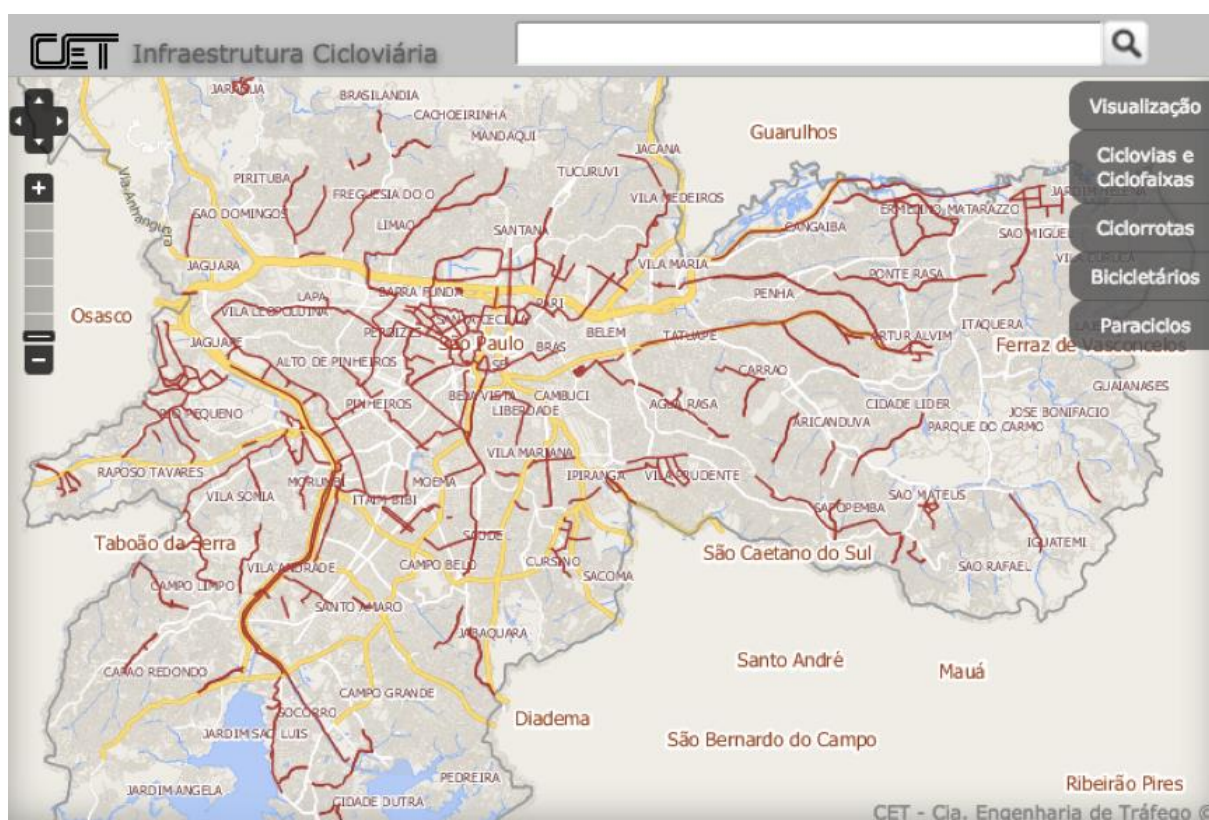 CET Infraestrutura Cicloviária
Visualização
Ciclovias e
Ciclofaixas
Ciclorrotas
Bicicletários
Paraciclos
BRASILANDIA
CACHOEIRINHA
MANDAQUI
JACANA
Guarulhos
TUCURUVI
PIRITUBA
FREGUESIA DO O
VILA MEDEIROS
SAO DOMINGOS
LIMAO
SANTANA
CANGAIBA
ERMELINO MATARAZZO
Via Anhanguera
JAGUARA
VILA MARIA
PONTE RASA
PENHA
LAPA
BARRA FUNDA
VILA LEOPOLDINA
PARI
Osasco
PERDIZES
SANTA CECILIA
BELEM
TATUAPE
ITAQUERA
São Paulo
BRAS
ARTUR ALVIM
Ferraz de Vasconcelos
ALTO DE PINHEIROS
SE
CARRAO
GUAIANASES
PINHEIROS
BELA VISTA
CAMBUCI
LIBERDADE
AGUA RASA
CIDADE LIDER
JOSE BONIFACIO
RIO PEQUENO
ARICANDUVA
PARQUE DO CARMO
VILA MARIANA
RAPOSO TAVARES
MORUMBI
MOEMA
IPIRANGA
VILA PRUDENTE
VILA SONIA
ITAIM BIBI
SAO MATEUS
SAPOPEMBA
SAUDE
IGUATEMI
Taboão da Serra
São Caetano do Sul
VILA ANDRADE
CAMPO BELO
CURSINO
SACOMA
SAO RAFAEL
CAMPO LIMPO
SANTO AMARO
JABAQUARA
CAPAO REDONDO
Santo André
Mauá
CAMPO GRANDE
SOCORRO
Diadema
JARDIM SAO LUIS
São Bernardo do Campo
PEDREIRA
JARDIM ANGELA
CIDADE DUTRA
Ribeirão Pires
CET - Cia. Engenharia de Tráfego ©